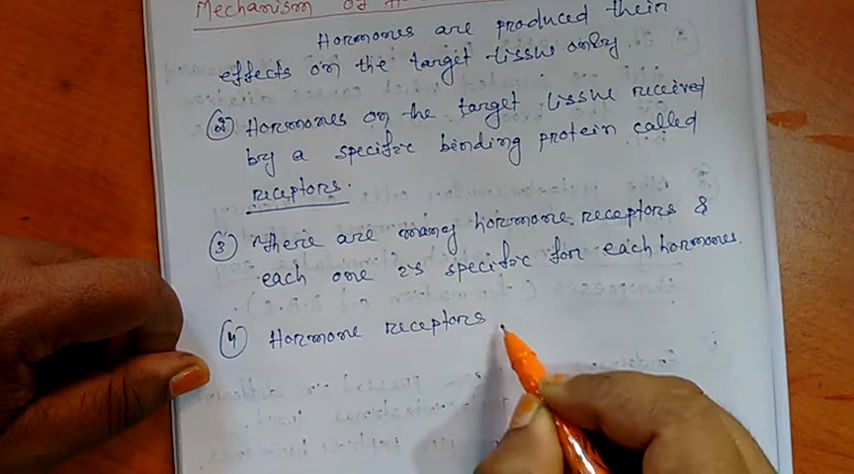 Mechanism of
Hormones are produced their
effects on the target tissue only.
(2) Hormones on the target tissue received
by a specific binding protein called
receptors.
(3) There are many hormone receptors &
each one is specific for each hormones.
(4) Hormone receptors